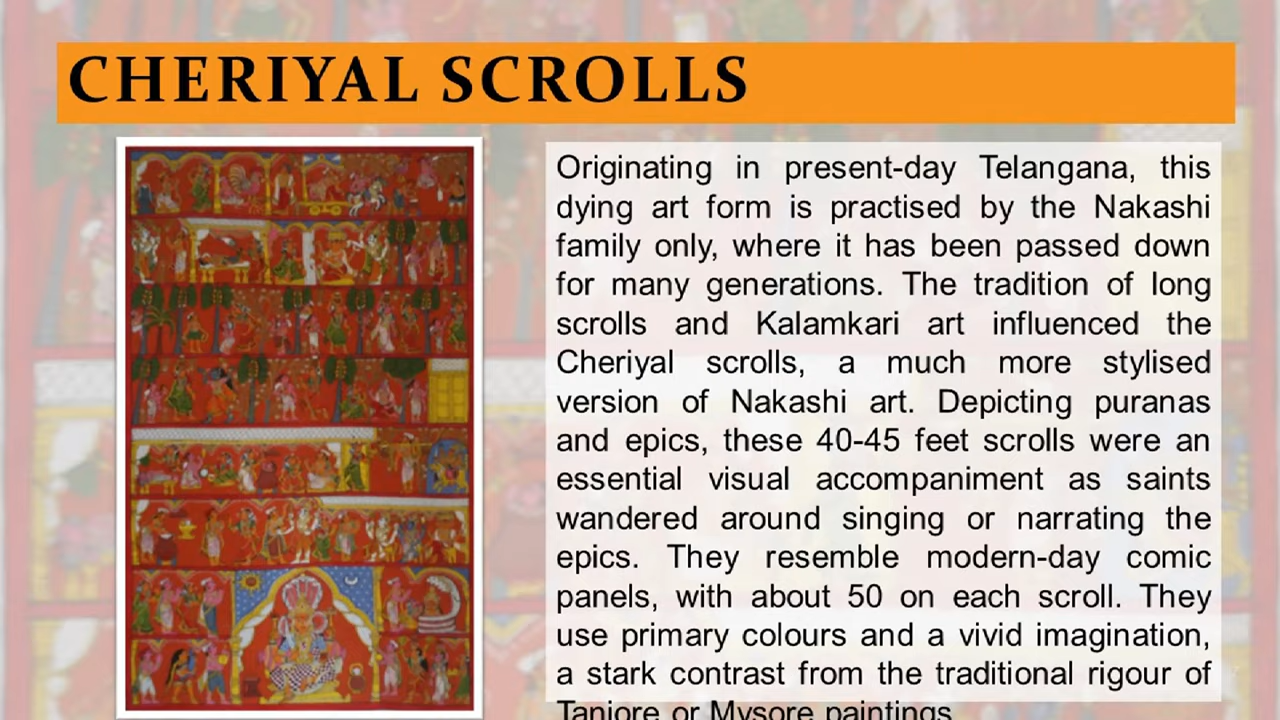 CHERIYAL SCROLLS
Originating in present-day Telangana, this
dying art form is practised by the Nakashi
family only, where it has been passed down
for many generations. The tradition of long
scrolls and Kalamkari art influenced the
Cheriyal scrolls, a much more stylised
version of Nakashi art. Depicting puranas
and epics, these 40-45 feet scrolls were an
essential visual accompaniment as saints
wandered around singing or narrating the
epics. They resemble modern-day comic
panels, with about 50 on each scroll. They
use primary colours and a vivid imagination,
a stark contrast from the traditional rigour of
Tanjore or Mysore paintings